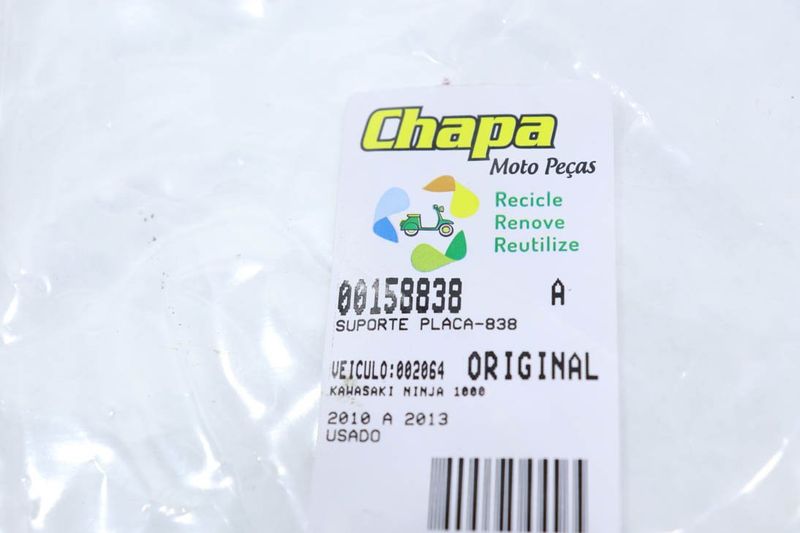 Chapa
Moto Peças
Recicle
Renove
Reutilize
00158838 A
SUPORTE PLACA-838
VEICULO:002064 ORIGINAL
KAWASAKI NINJA 1000
2010 A 2013
USADO